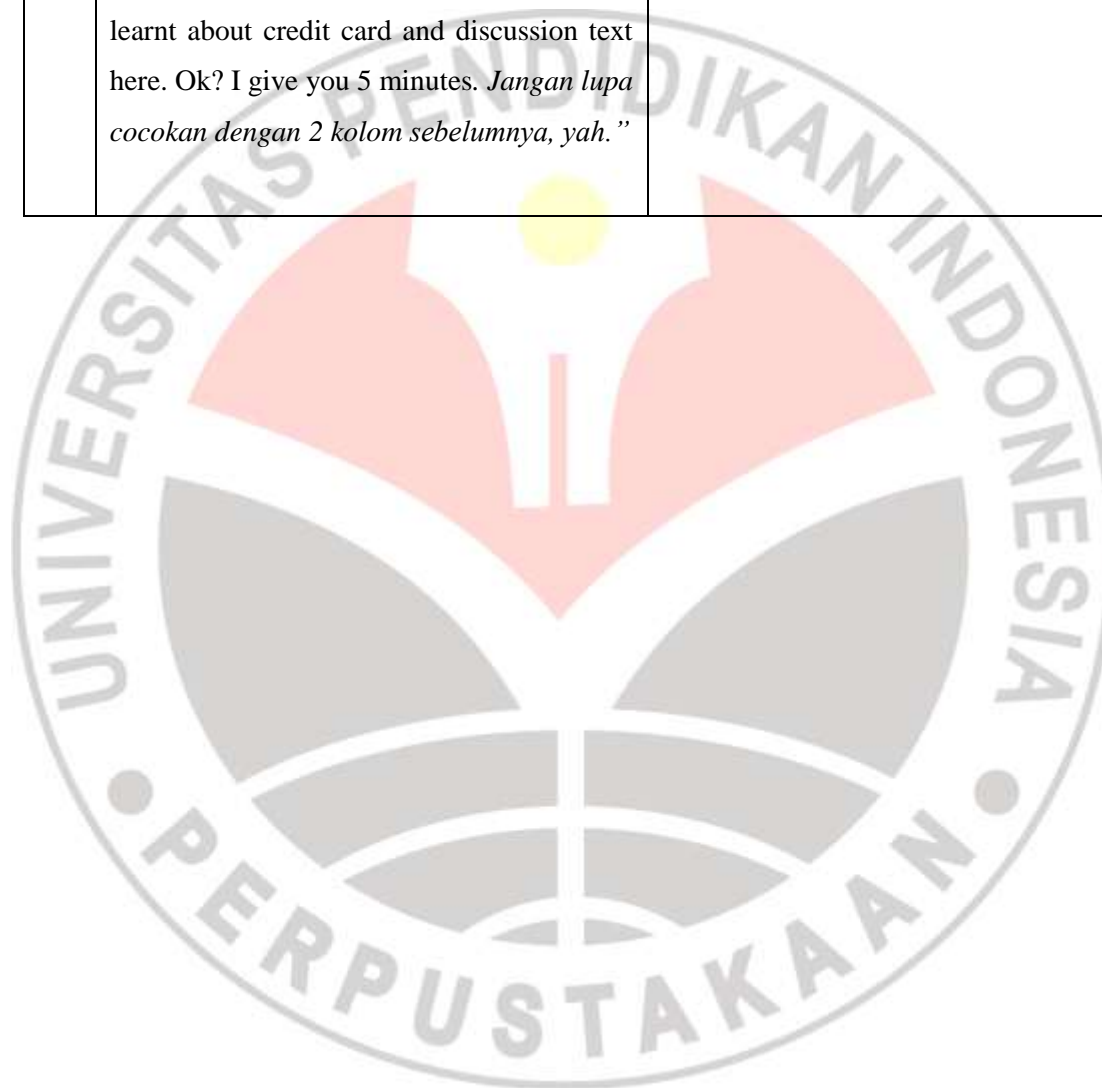 learnt about credit card and discussion text
here. Ok? I give you 5 minutes. Jangan lupa
cocokan dengan 2 kolom sebelumnya, yah.”
UNIVERSITAS PENDIDIKAN INDONESIA
PERPUSTAKAAN